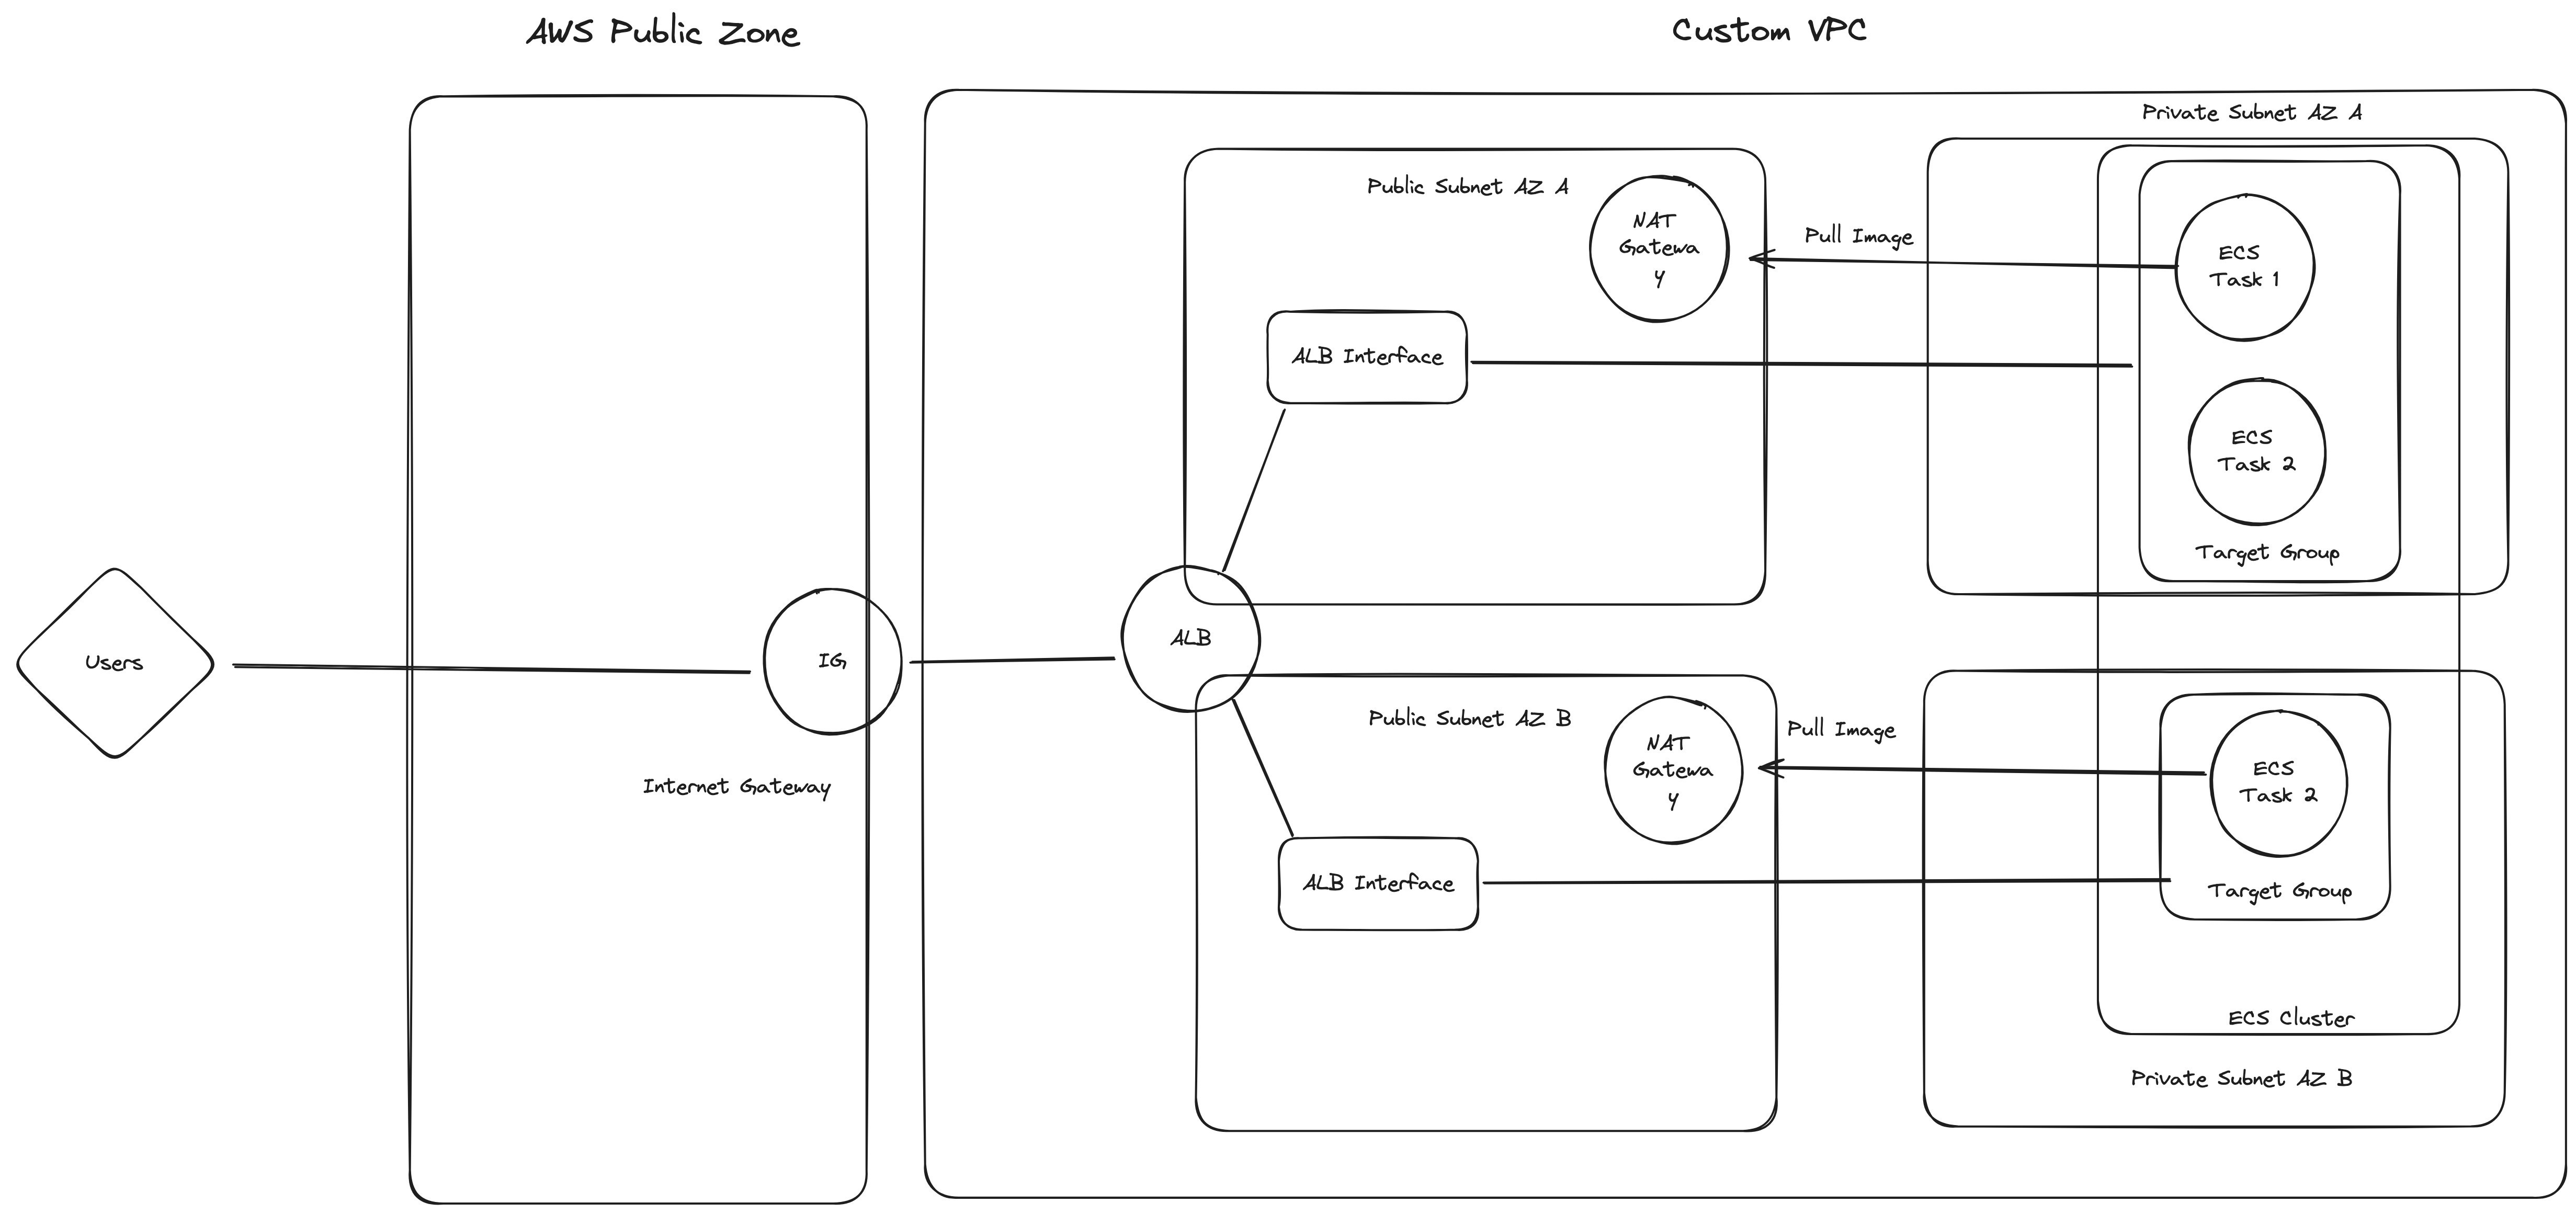 AWS Public Zone
Custom VPC
Private Subnet AZ A
Public Subnet AZ A
NAT
Gatewa
y
Pull Image
ECS
Task 1
ALB Interface
ECS
Task 2
Target Group
Users
IG
Internet Gateway
ALB
Public Subnet AZ B
NAT
Gatewa
y
Pull Image
ECS
Task 2
ALB Interface
Target Group
ECS Cluster
Private Subnet AZ B